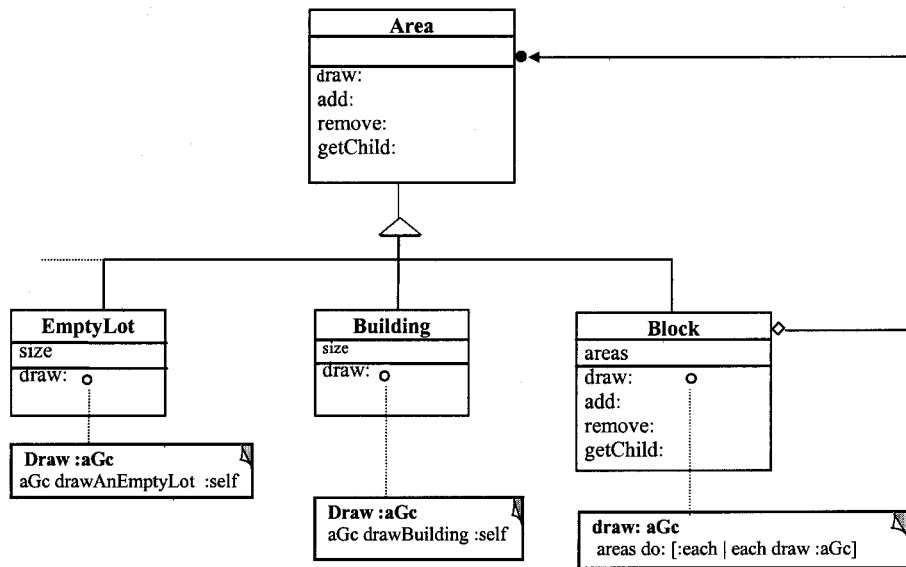 Area
draw:
add:
remove:
getChild:
EmptyLot
size
draw:
Building
size
draw:
Block
areas
draw:
add:
remove:
getChild:
Draw :aGc
aGc drawAnEmptyLot :self
Draw :aGc
aGc drawBuilding :self
draw: aGc
areas do: [:each | each draw :aGc]